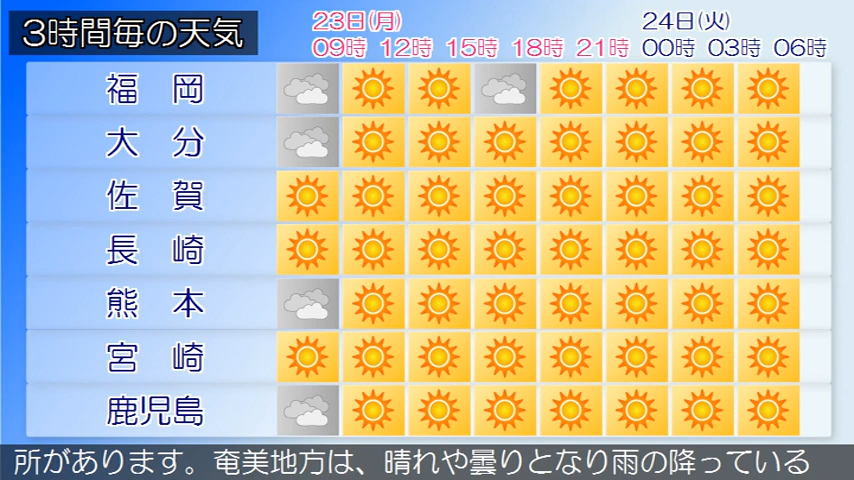 3時間毎の天気
23日(月) 24日(火)
09時 12時 15時 18時 21時 00時 03時 06時
福岡
大分
佐賀
長崎
熊本
宮崎
鹿児島
所があります。奄美地方は、晴れや曇りとなり雨の降っている